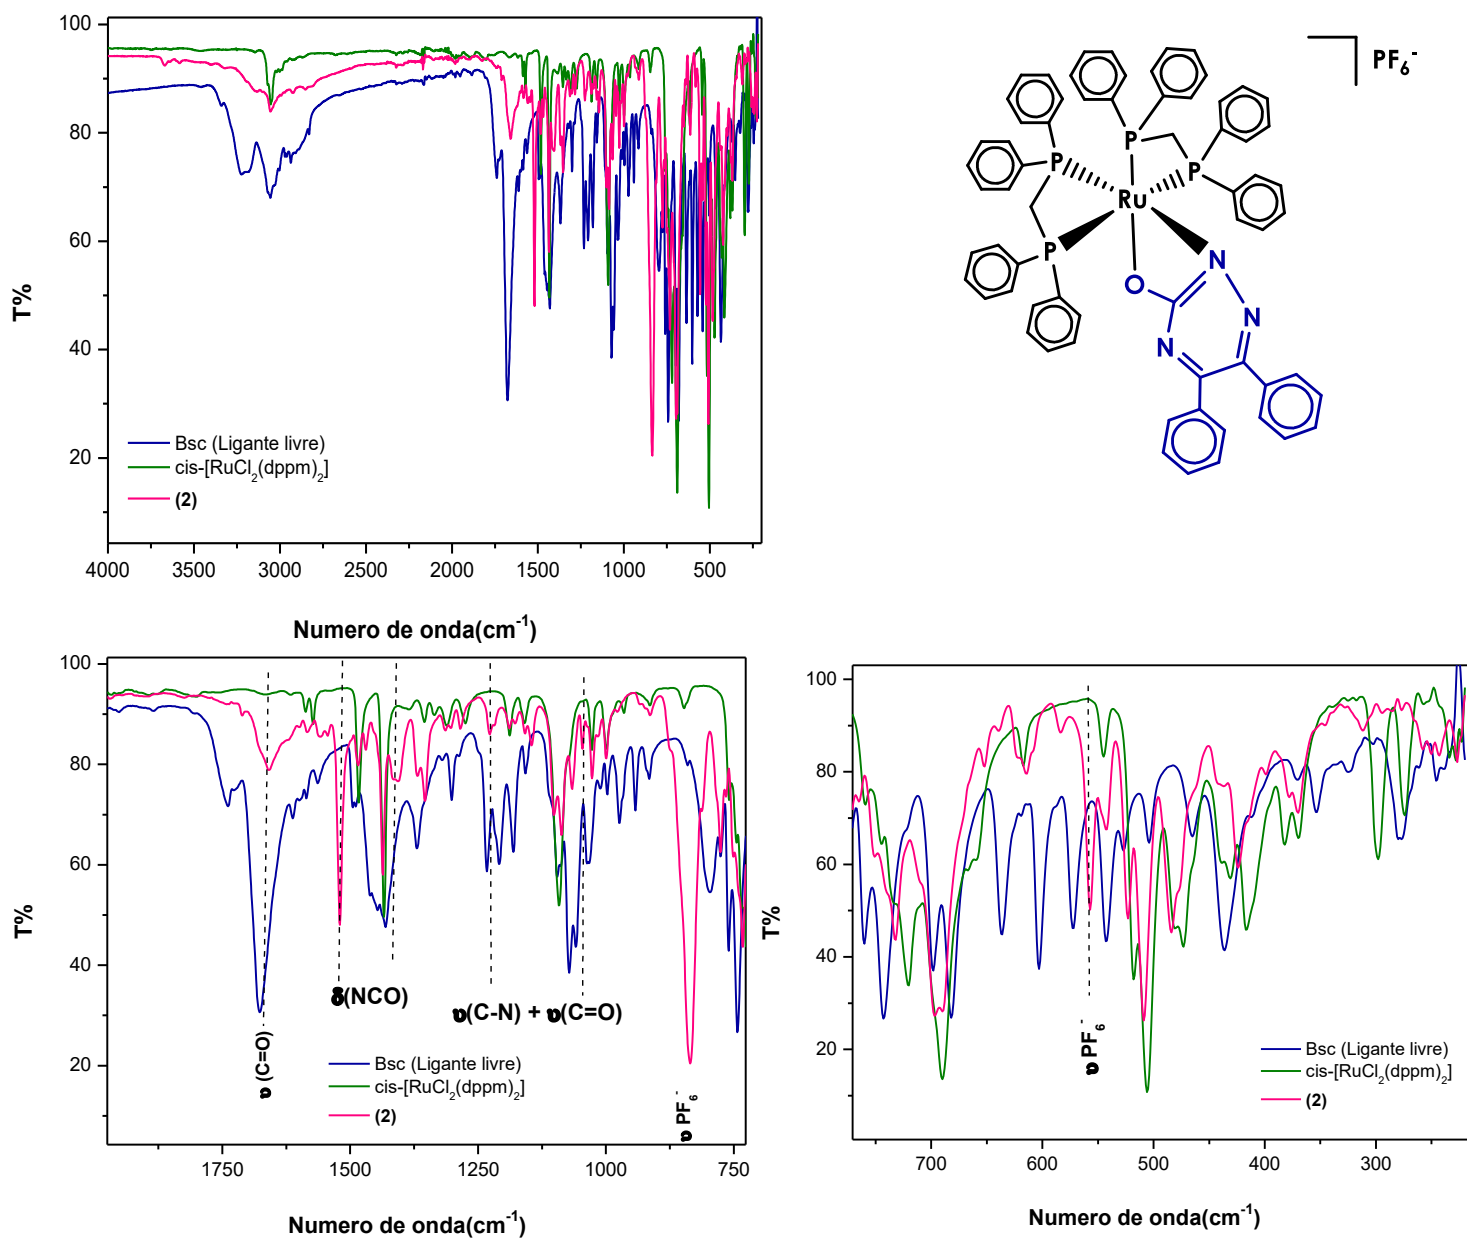 100
80
60
40
20
T%
Bsc (Ligante livre)
cis-[RuCl2(dppm)2]
(2)
4000 3500 3000 2500 2000 1500 1000 500
Numero de onda(cm-1)
PF6-
P
P
P
P
Ru
O
N
N
N
100
80
60
40
20
T%
υ (C=O)
δ(NCO)
υ(C-N) + υ(C=O)
υ PF6-
Bsc (Ligante livre)
cis-[RuCl2(dppm)2]
(2)
1750 1500 1250 1000 750
Numero de onda(cm-1)
100
80
60
40
20
T%
υ PF6-
Bsc (Ligante livre)
cis-[RuCl2(dppm)2]
(2)
700 600 500 400 300
Numero de onda(cm-1)